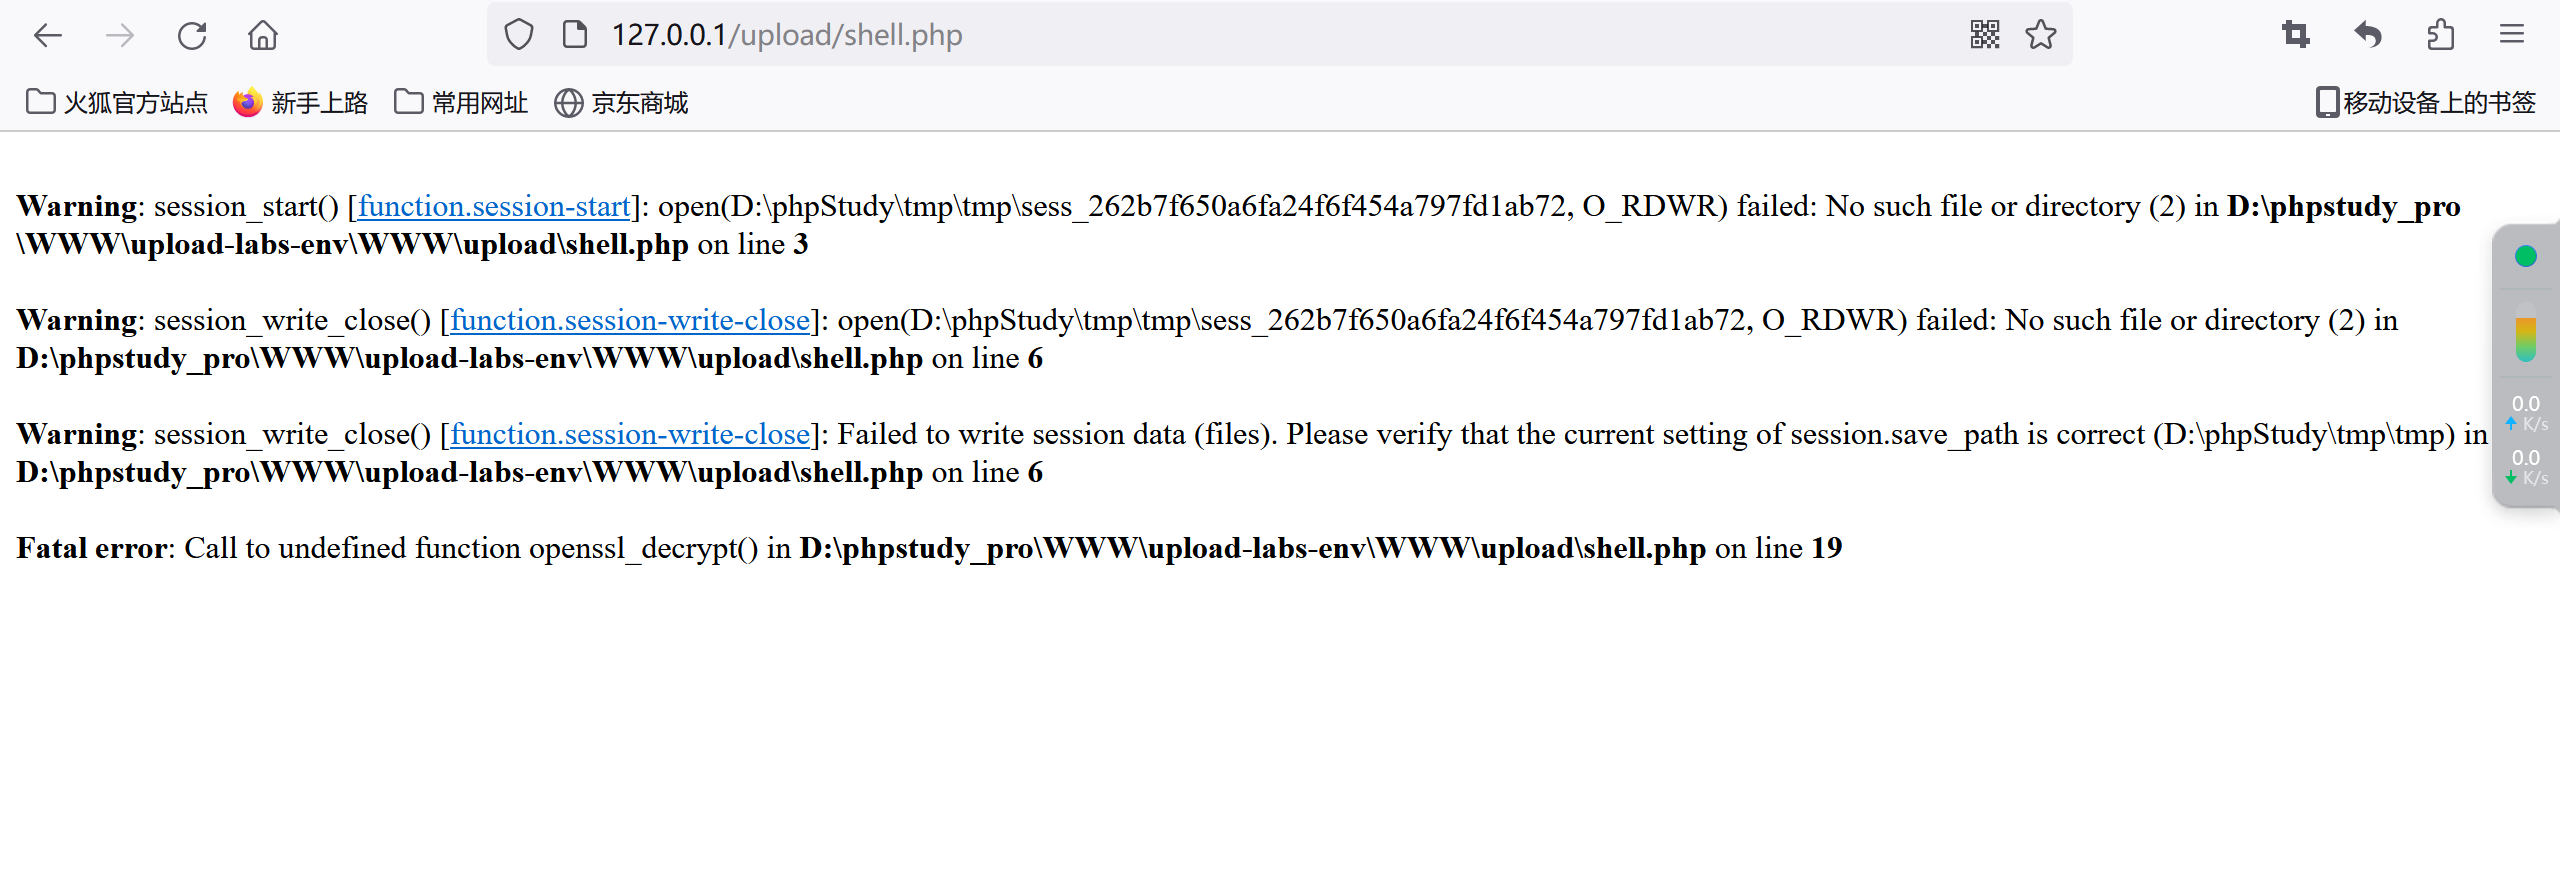 127.0.0.1/upload/shell.php
火狐官方站点 新手上路 常用网址 京东商城 移动设备上的书签
Warning: session_start() [function.session-start]: open(D:\phpStudy\tmp\tmp\sess_262b7f650a6fa24f6f454a797fd1ab72, O_RDWR) failed: No such file or directory (2) in D:\phpstudy_pro
\WWW\upload-labs-env\WWW\upload\shell.php on line 3
Warning: session_write_close() [function.session-write-close]: open(D:\phpStudy\tmp\tmp\sess_262b7f650a6fa24f6f454a797fd1ab72, O_RDWR) failed: No such file or directory (2) in
D:\phpstudy_pro\WWW\upload-labs-env\WWW\upload\shell.php on line 6
Warning: session_write_close() [function.session-write-close]: Failed to write session data (files). Please verify that the current setting of session.save_path is correct (D:\phpStudy\tmp\tmp) in
D:\phpstudy_pro\WWW\upload-labs-env\WWW\upload\shell.php on line 6
Fatal error: Call to undefined function openssl_decrypt() in D:\phpstudy_pro\WWW\upload-labs-env\WWW\upload\shell.php on line 19
0.0
K/s
0.0
K/s